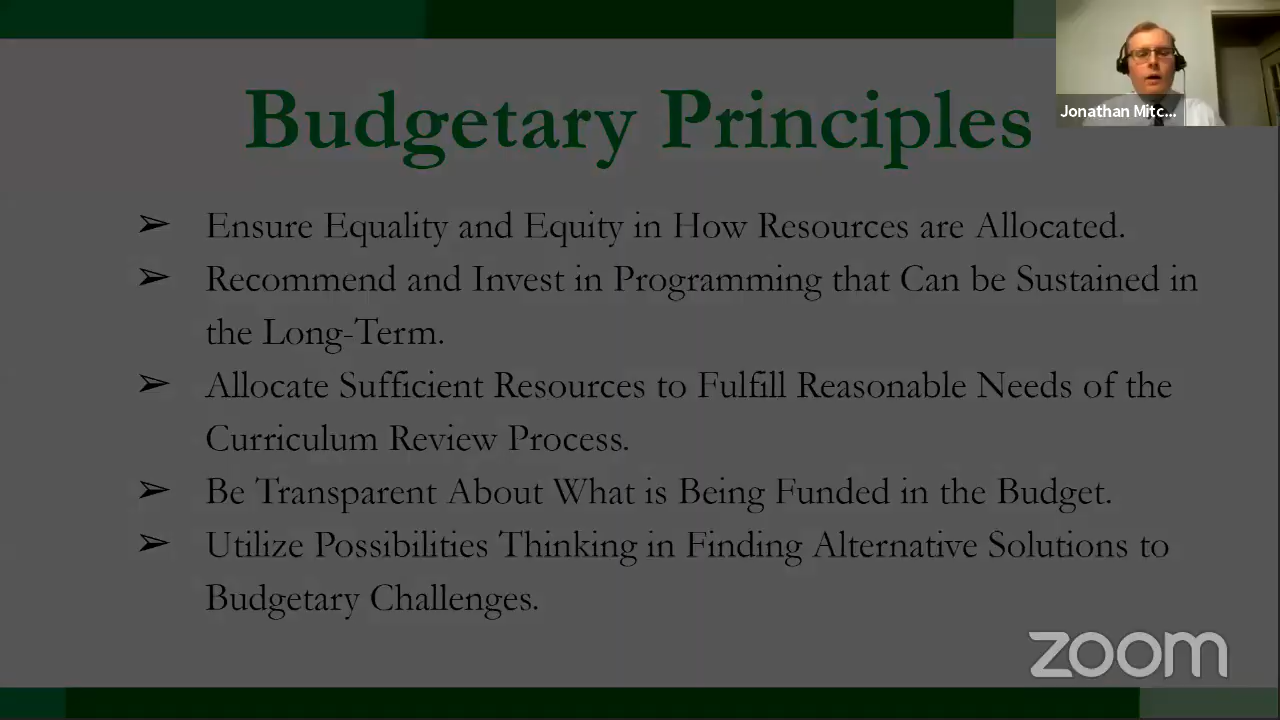 Budgetary Principles
Jonathan Mitc...
➢ Ensure Equality and Equity in How Resources are Allocated.
➢ Recommend and Invest in Programming that Can be Sustained in
the Long-Term.
➢ Allocate Sufficient Resources to Fulfill Reasonable Needs of the
Curriculum Review Process.
➢ Be Transparent About What is Being Funded in the Budget.
➢ Utilize Possibilities Thinking in Finding Alternative Solutions to
Budgetary Challenges.
zoom